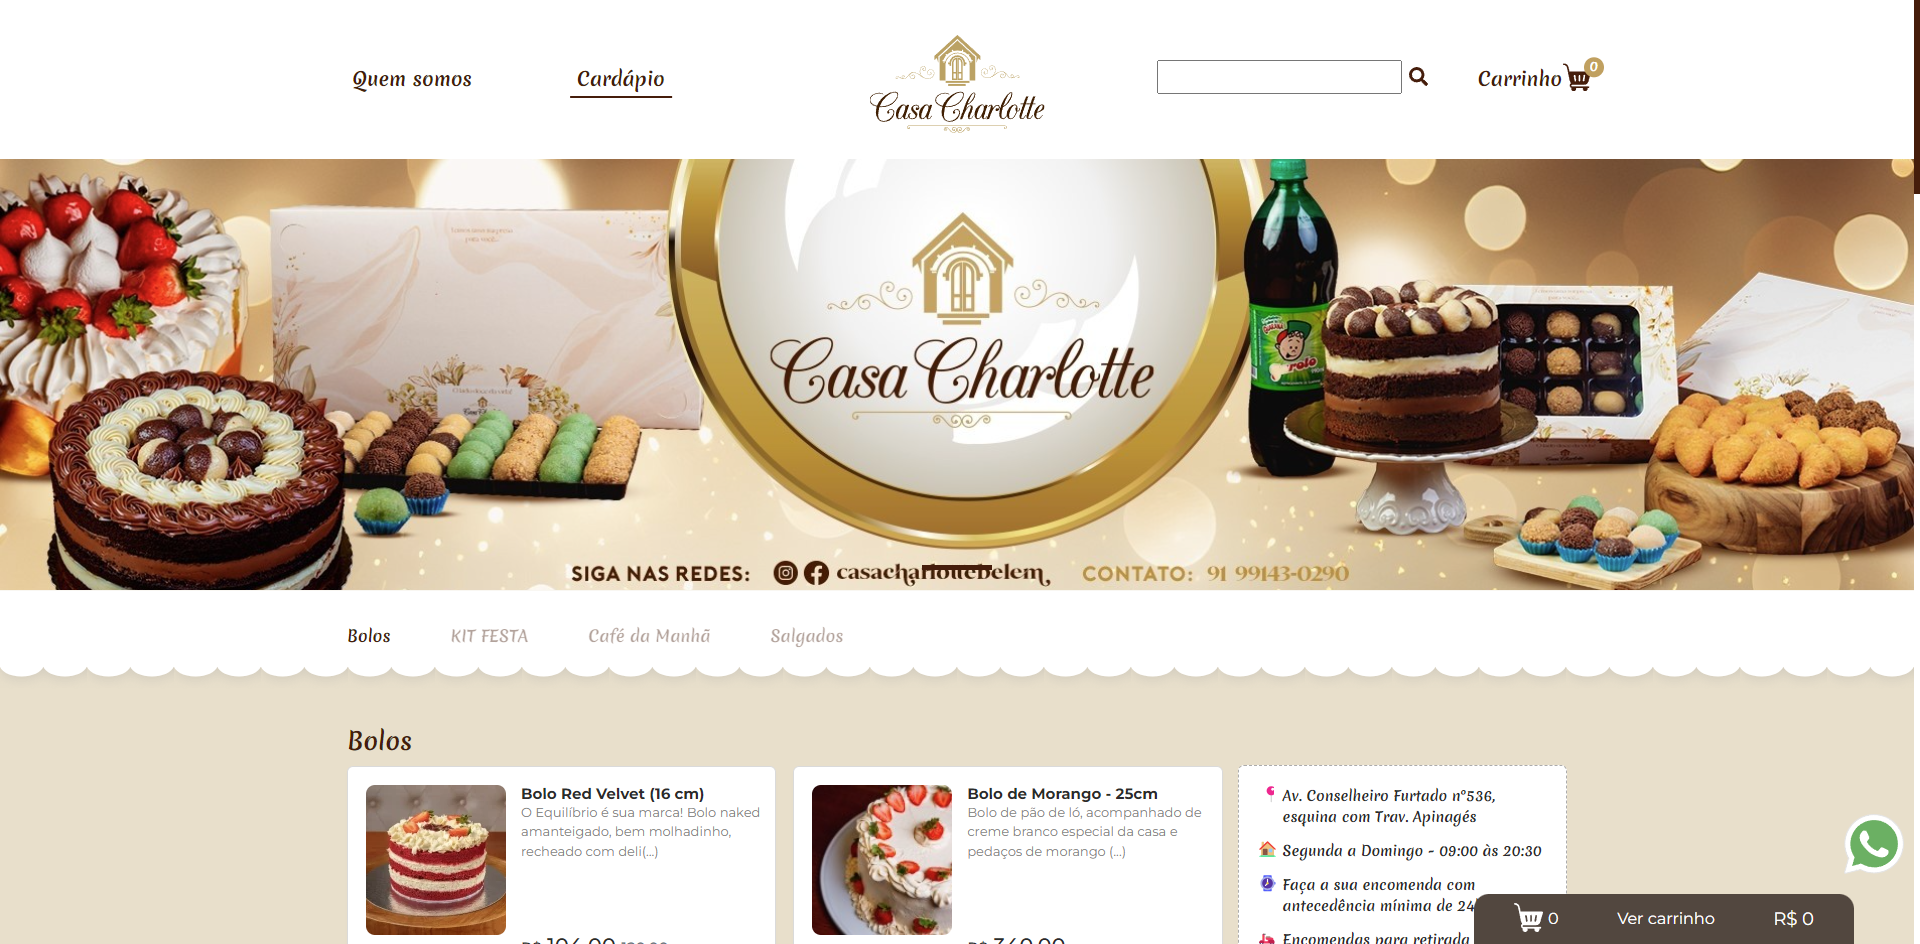 Quem somos
Cardápio
Casa Charlotte
Carrinho
0
Casa Charlotte
SIGA NAS REDES: casacharlottebelem
CONTATO: 91 99143-0290
Bolos
KIT FESTA
Café da Manhã
Salgados
Bolos
Bolo Red Velvet (16 cm)
O Equilíbrio é sua marca! Bolo naked
amanteigado, bem molhadinho,
recheado com deli(...)
Bolo de Morango - 25cm
Bolo de pão de ló, acompanhado de
creme branco especial da casa e
pedaços de morango (...)
Av. Conselheiro Furtado n°536,
esquina com Trav. Apinagés
Segunda a Domingo - 09:00 às 20:30
Faça a sua encomenda com
antecedência mínima de 24
Encomendas para retirada
0
Ver carrinho
R$ 0